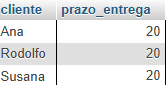 cliente prazo_entrega
Ana 20
Rodolfo 20
Susana 20